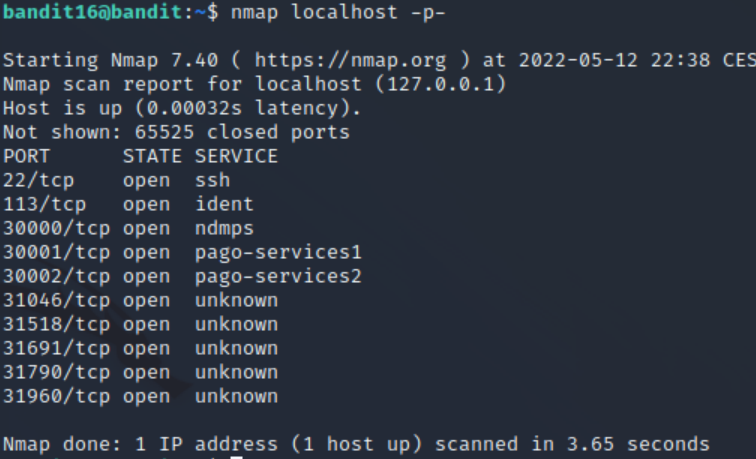 bandit16@bandit:~$ nmap localhost -p-
Starting Nmap 7.40 ( https://nmap.org ) at 2022-05-12 22:38 CES
Nmap scan report for localhost (127.0.0.1)
Host is up (0.00032s latency).
Not shown: 65525 closed ports
PORT      STATE SERVICE
22/tcp    open  ssh
113/tcp   open  ident
30000/tcp open  ndmps
30001/tcp open  pago-services1
30002/tcp open  pago-services2
31046/tcp open  unknown
31518/tcp open  unknown
31691/tcp open  unknown
31790/tcp open  unknown
31960/tcp open  unknown
Nmap done: 1 IP address (1 host up) scanned in 3.65 seconds